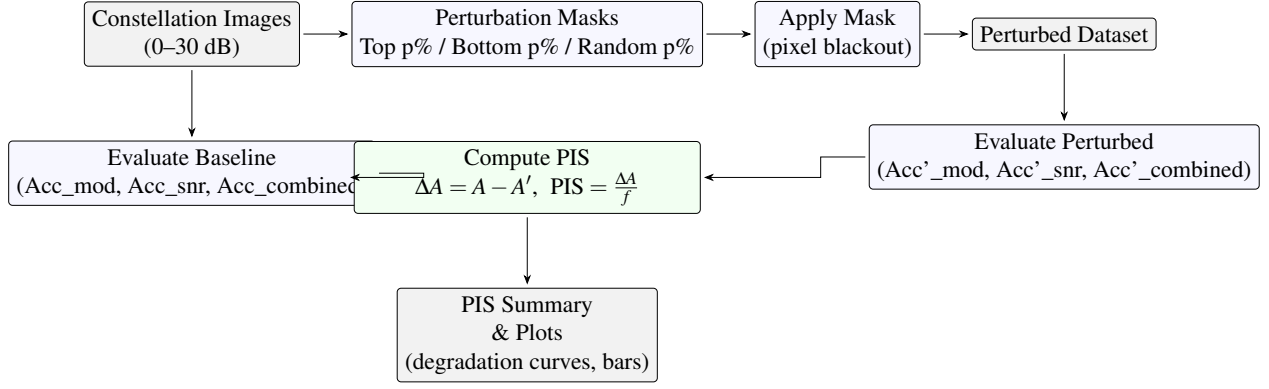 Constellation Images
(0–30 dB)
Perturbation Masks
Top p% / Bottom p% / Random p%
Apply Mask
(pixel blackout)
Perturbed Dataset
Evaluate Baseline
(Acc_mod, Acc_snr, Acc_combined
Compute PIS
ΔA = A − A′, PIS = ΔA/f
Evaluate Perturbed
(Acc’_mod, Acc’_snr, Acc’_combined)
PIS Summary
& Plots
(degradation curves, bars)